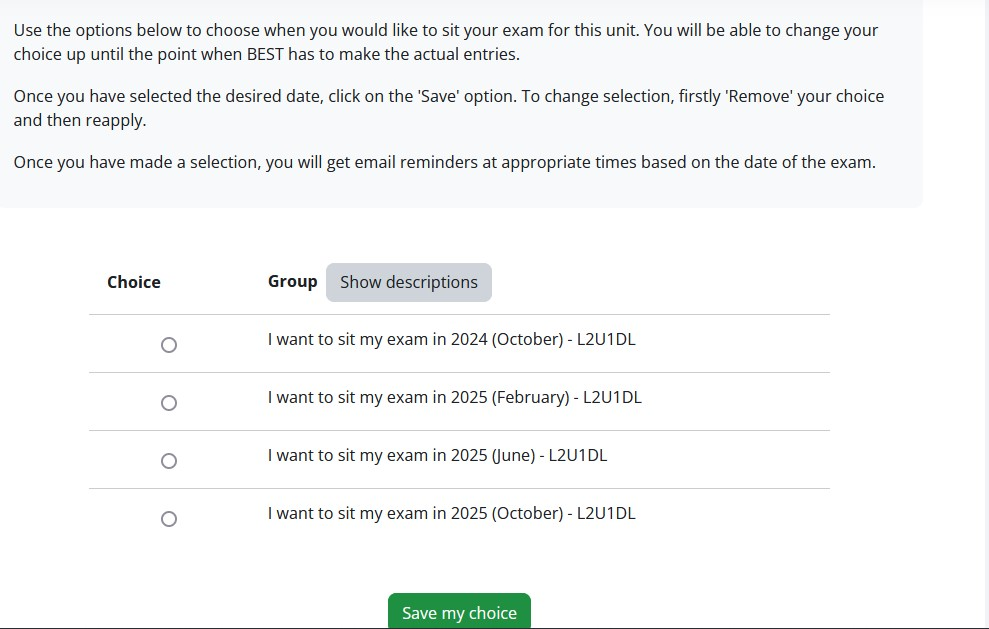 Use the options below to choose when you would like to sit your exam for this unit. You will be able to change your
choice up until the point when BEST has to make the actual entries.
Once you have selected the desired date, click on the 'Save' option. To change selection, firstly 'Remove' your choice
and then reapply.
Once you have made a selection, you will get email reminders at appropriate times based on the date of the exam.
Choice Group Show descriptions
I want to sit my exam in 2024 (October) - L2U1DL
I want to sit my exam in 2025 (February) - L2U1DL
I want to sit my exam in 2025 (June) - L2U1DL
I want to sit my exam in 2025 (October) - L2U1DL
Save my choice